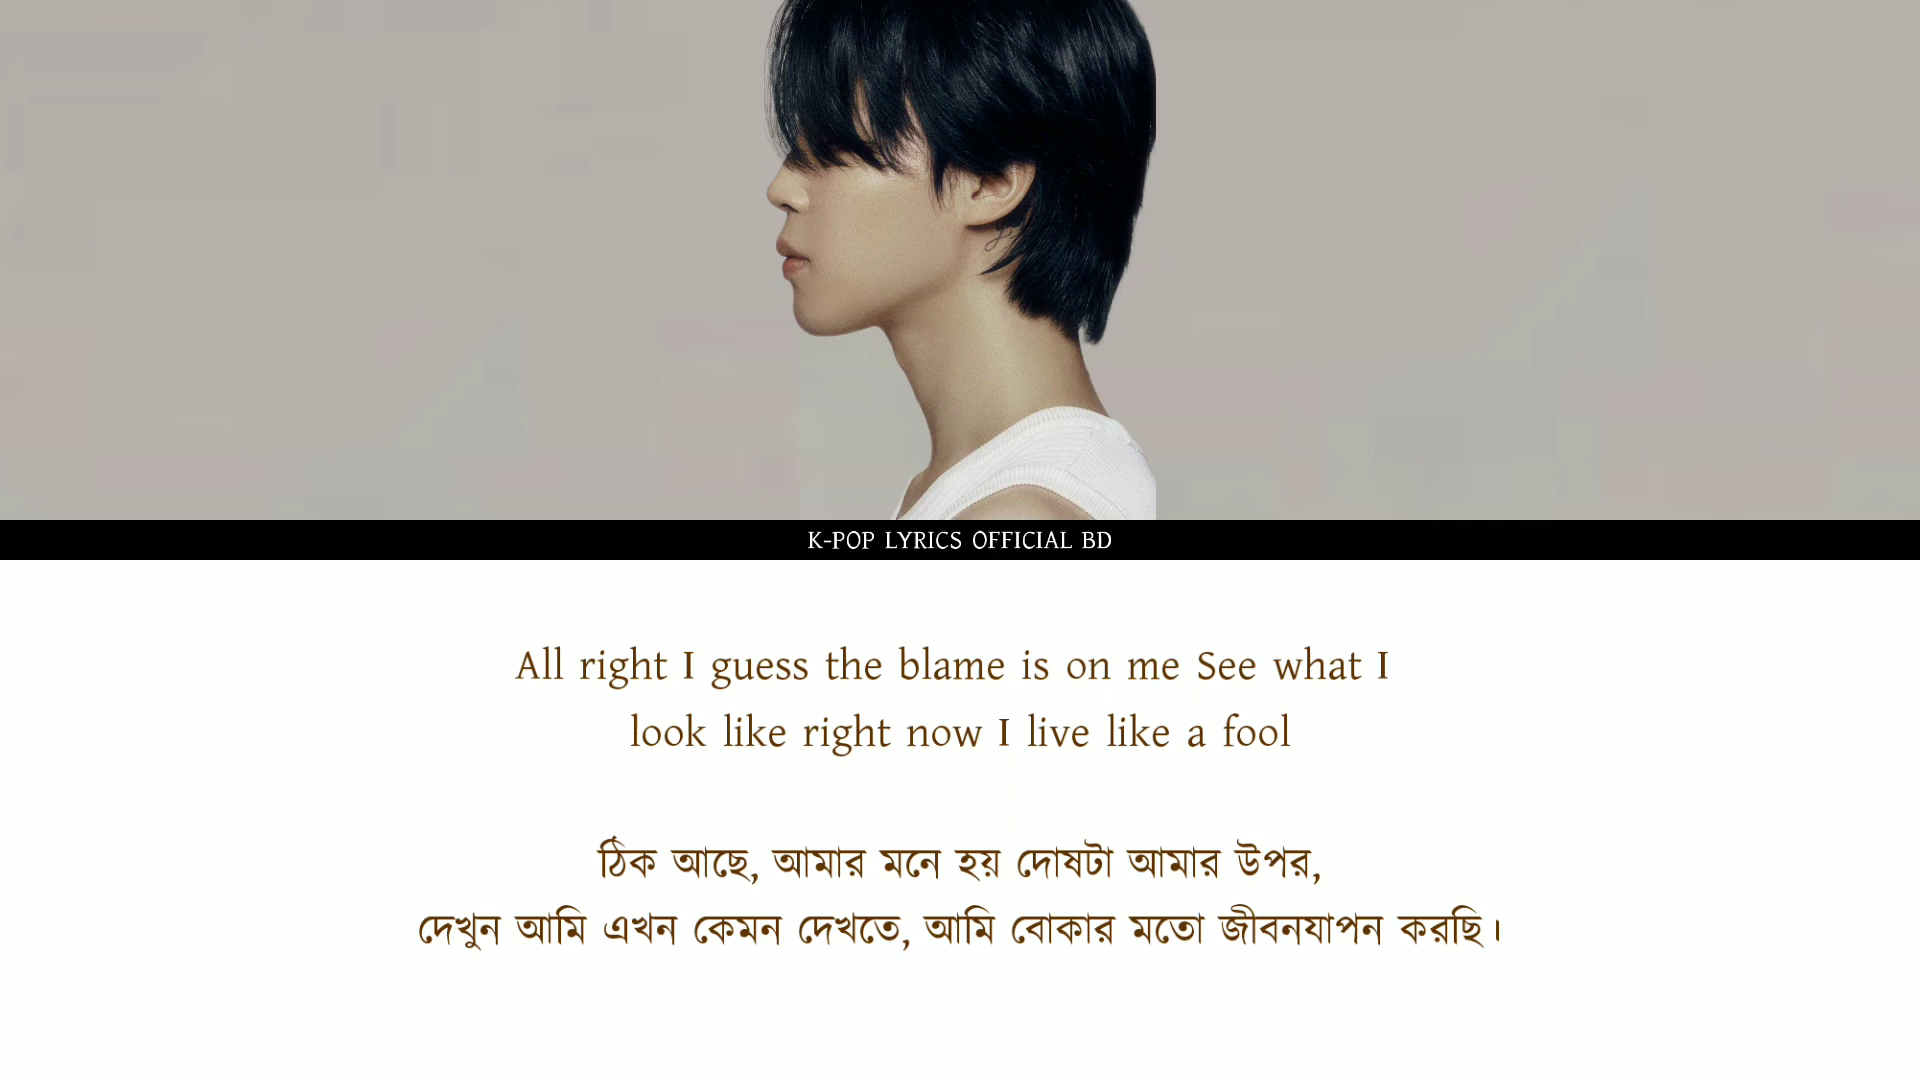 K-POP LYRICS OFFICIAL BD
All right I guess the blame is on me See what I
look like right now I live like a fool
ঠিক আছে, আমার মনে হয় দোষটা আমার উপর,
দেখুন আমি এখন কেমন দেখতে, আমি বোকার মতো জীবনযাপন করছি।